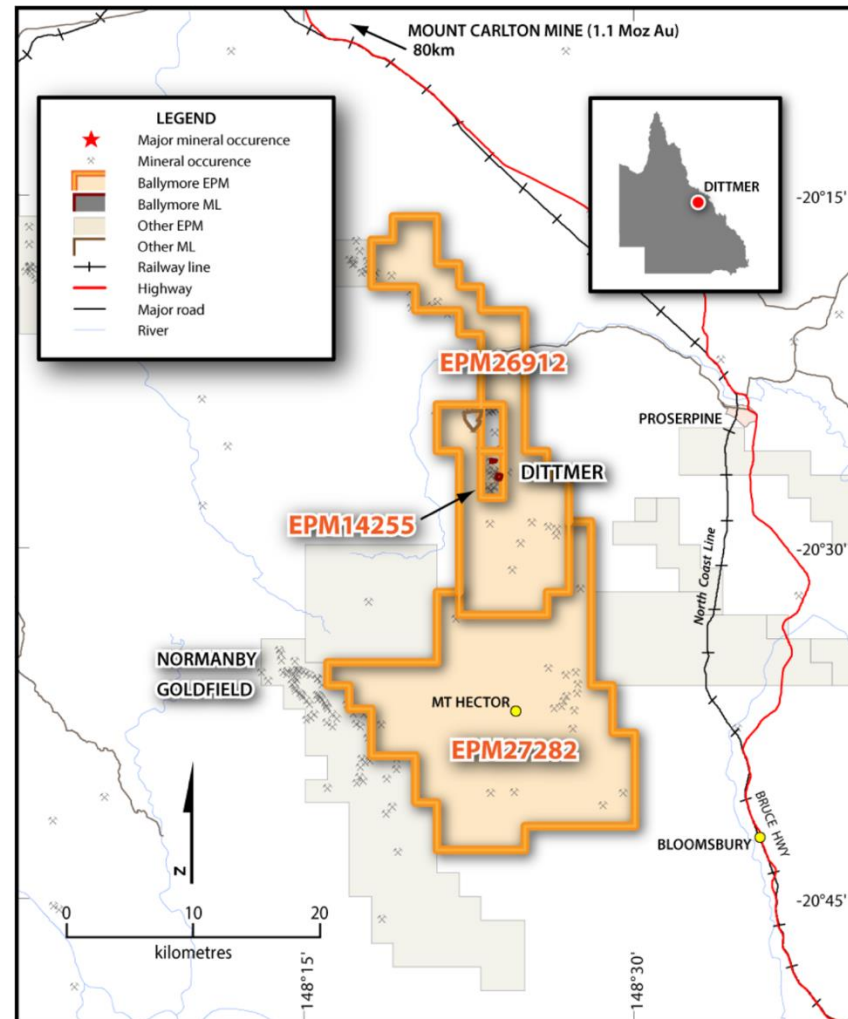 MOUNT CARLTON MINE (1.1 Moz Au)
80km
LEGEND
Major mineral occurence
Mineral occurence
Ballymore EPM
Ballymore ML
Other EPM
Other ML
Railway line
Highway
Major road
River
DITTMER
-20°15'
EPM26912
PROSERPINE
DITTMER
EPM14255
-20°30'
North Coast Line
NORMANBY
GOLDFIELD
MT HECTOR
EPM27282
BRUCE HWY
BLOOMSBURY
N
-20°45'
0 10 20
kilometres
148°15'
148°30'